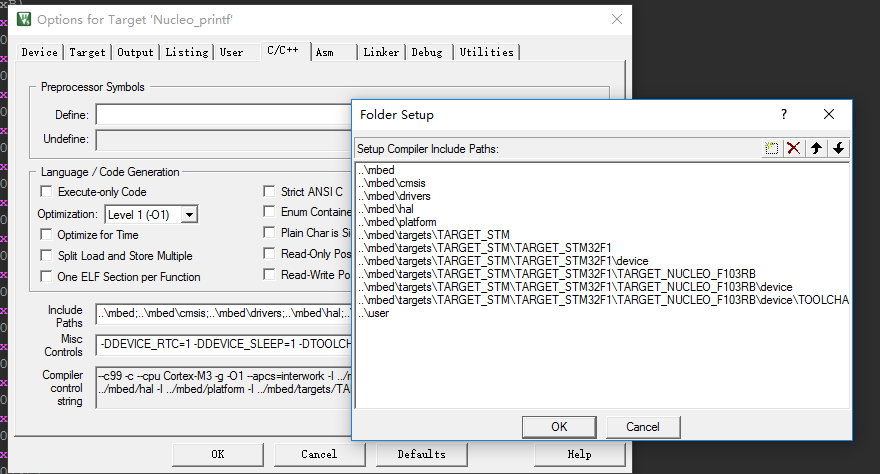 Options for Target 'Nucleo_printf'
Device Target Output Listing User C/C++ Asm Linker Debug Utilities
Preprocessor Symbols
Define:
Undefine:
Language / Code Generation
Execute-only Code
Strict ANSI C
Optimization: Level 1 (-O1)
Enum Containe
Optimize for Time
Plain Char is Si
Split Load and Store Multiple
Read-Only Pos
One ELF Section per Function
Read-Write Po
Include Paths
..\mbed;..\mbed\cmsis;..\mbed\drivers;..\mbed\hal;..
Misc Controls
-DDEVICE_RTC=1 -DDEVICE_SLEEP=1 -DTOOLCH
Compiler control string
--c99 -c --cpu Cortex-M3 -g -O1 --apcs=interwork -I ../m
../mbed/hal -I ../mbed/platform -I ../mbed/targets/TA
OK Cancel Defaults Help
Folder Setup
?
Setup Compiler Include Paths:
..\mbed
..\mbed\cmsis
..\mbed\drivers
..\mbed\hal
..\mbed\platform
..\mbed\targets\TARGET_STM
..\mbed\targets\TARGET_STM\TARGET_STM32F1
..\mbed\targets\TARGET_STM\TARGET_STM32F1\device
..\mbed\targets\TARGET_STM\TARGET_STM32F1\TARGET_NUCLEO_F103RB
..\mbed\targets\TARGET_STM\TARGET_STM32F1\TARGET_NUCLEO_F103RB\device
..\mbed\targets\TARGET_STM\TARGET_STM32F1\TARGET_NUCLEO_F103RB\device\TOOLCHA
..\user
OK Cancel